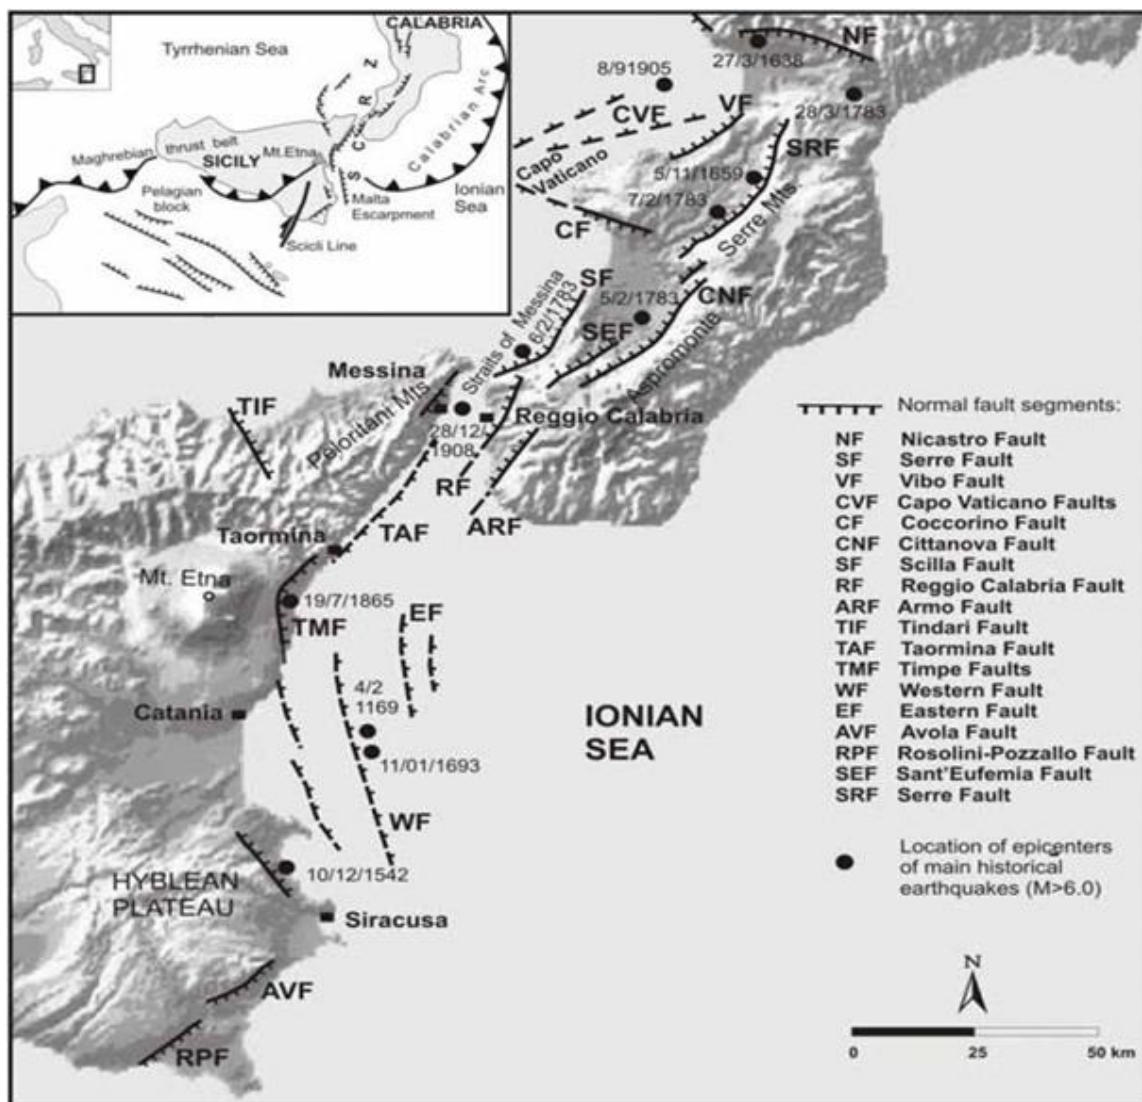 CALABRIA
Tyrrhenian Sea
S C R Z
Calabrian Arc
Maghrebian thrust belt
SICILY
Mt.Etna
Pelagian
block
Ionian
Sea
Malta
Escarpment
Scicli Line
NF
27/3/1638
8/91905
28/3/1783
CVF
VF
SRF
Capo
Vaticano
5/11/1659
7/2/1783
Serre Mts
CF
SF
CNF
5/2/1783
SEF
6/2/1783
Straits of Messina
Aspromonte
Messina
Peloritani Mts
TIF
Reggio Calabria
28/12/
1908
RF
ARF
TAF
Taormina
Mt. Etna
19/7/1865
TMF
EF
4/2
1169
Catania
11/01/1693
IONIAN
SEA
WF
10/12/1542
HYBLEAN
PLATEAU
Siracusa
AVF
RPF
Normal fault segments:
NF Nicastro Fault
SF Serre Fault
VF Vibo Fault
CVF Capo Vaticano Faults
CF Coccorino Fault
CNF Cittanova Fault
SF Scilla Fault
RF Reggio Calabria Fault
ARF Armo Fault
TIF Tindari Fault
TAF Taormina Fault
TMF Timpe Faults
WF Western Fault
EF Eastern Fault
AVF Avola Fault
RPF Rosolini-Pozzallo Fault
SEF Sant'Eufemia Fault
SRF Serre Fault
Location of epicenters
of main historical
earthquakes (M>6.0)
N
0 25 50 km